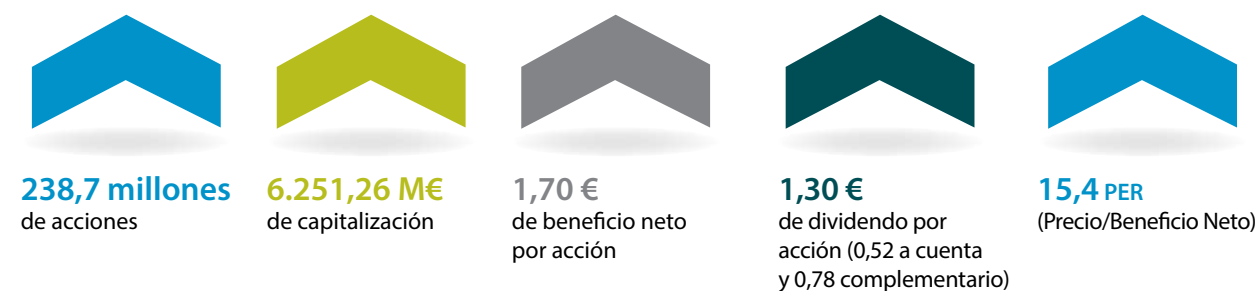 238,7 millones
de acciones
6.251,26 M€
de capitalización
1,70 €
de beneficio neto
por acción
1,30 €
de dividendo por
acción (0,52 a cuenta
y 0,78 complementario)
15,4 PER
(Precio/Beneficio Neto)